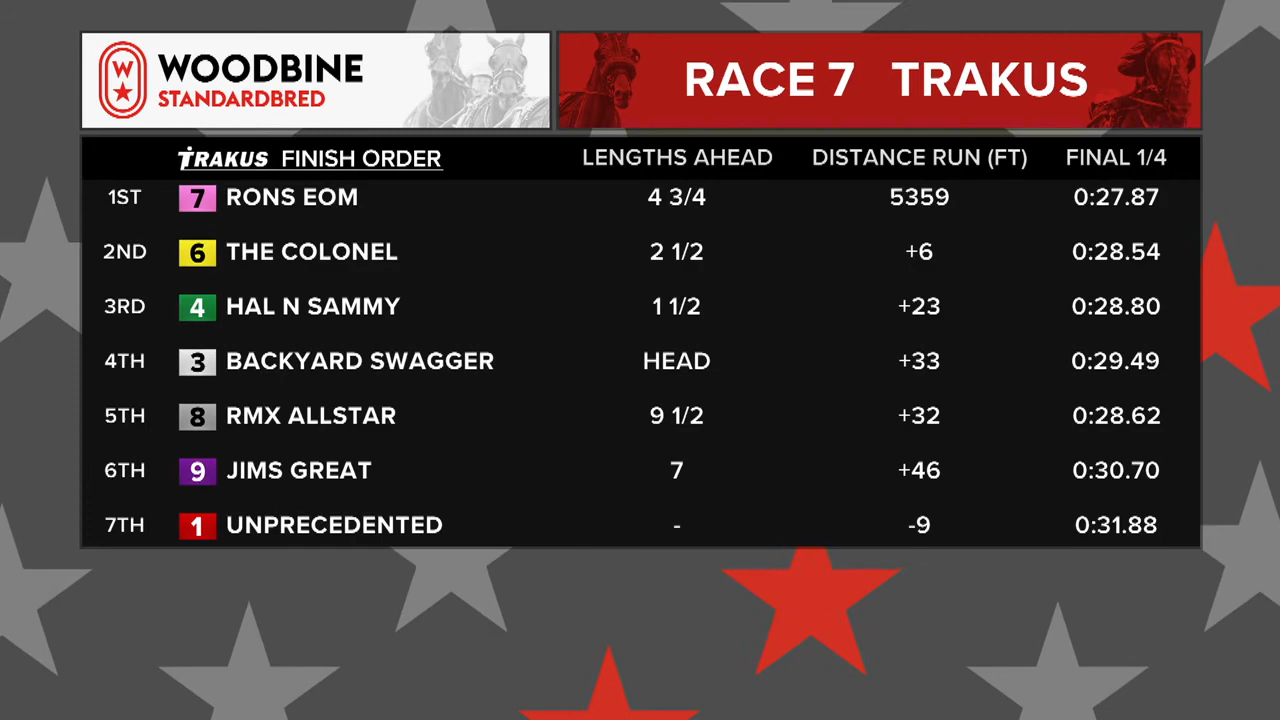 W
WOODBINE
STANDARDBRED
RACE 7 TRAKUS
TRAKUS FINISH ORDER LENGTHS AHEAD DISTANCE RUN (FT) FINAL 1/4
1ST 7 RONS EOM 4 3/4 5359 0:27.87
2ND 6 THE COLONEL 2 1/2 +6 0:28.54
3RD 4 HAL N SAMMY 1 1/2 +23 0:28.80
4TH 3 BACKYARD SWAGGER HEAD +33 0:29.49
5TH 8 RMX ALLSTAR 9 1/2 +32 0:28.62
6TH 9 JIMS GREAT 7 +46 0:30.70
7TH 1 UNPRECEDENTED - -9 0:31.88